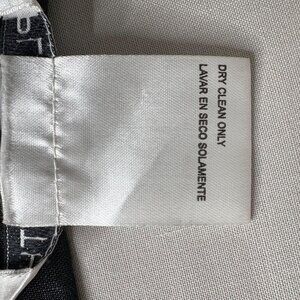 DRY CLEAN ONLY
LAVAR EN SECO SOLAMENTE